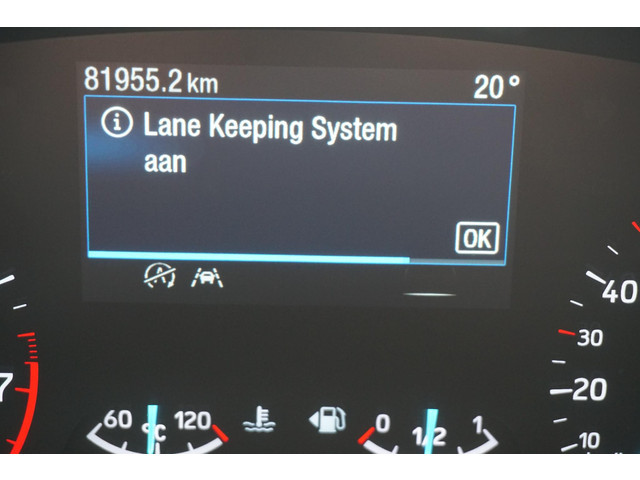 81955.2 km 20°
Lane Keeping System
aan
OK
A
7
60 °C 120
0 1/2 1
40
30
20
10